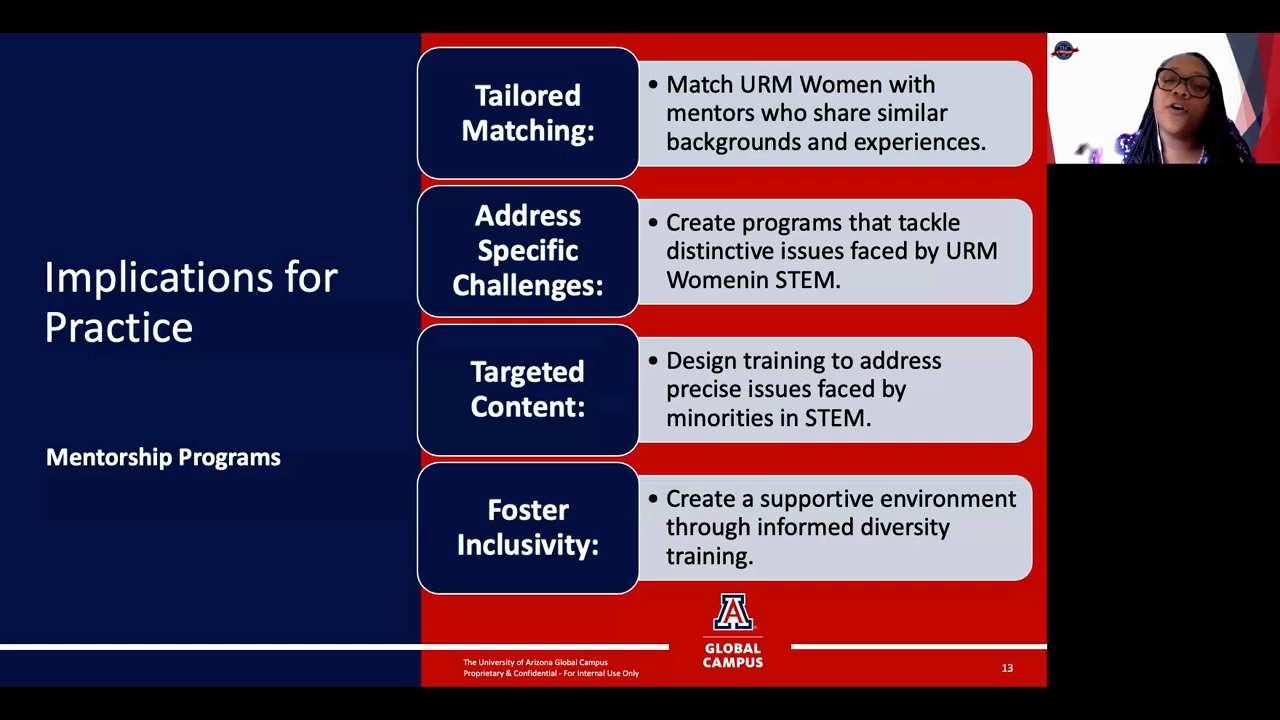 Implications for
Practice
Mentorship Programs
Tailored
Matching:
• Match URM Women with
mentors who share similar
backgrounds and experiences.
Address
Specific
Challenges:
• Create programs that tackle
distinctive issues faced by URM
Womenin STEM.
Targeted
Content:
• Design training to address
precise issues faced by
minorities in STEM.
Foster
Inclusivity:
• Create a supportive environment
through informed diversity
training.
A
GLOBAL
CAMPUS
The University of Arizona Global Campus
Proprietary & Confidential - For Internal Use Only
13